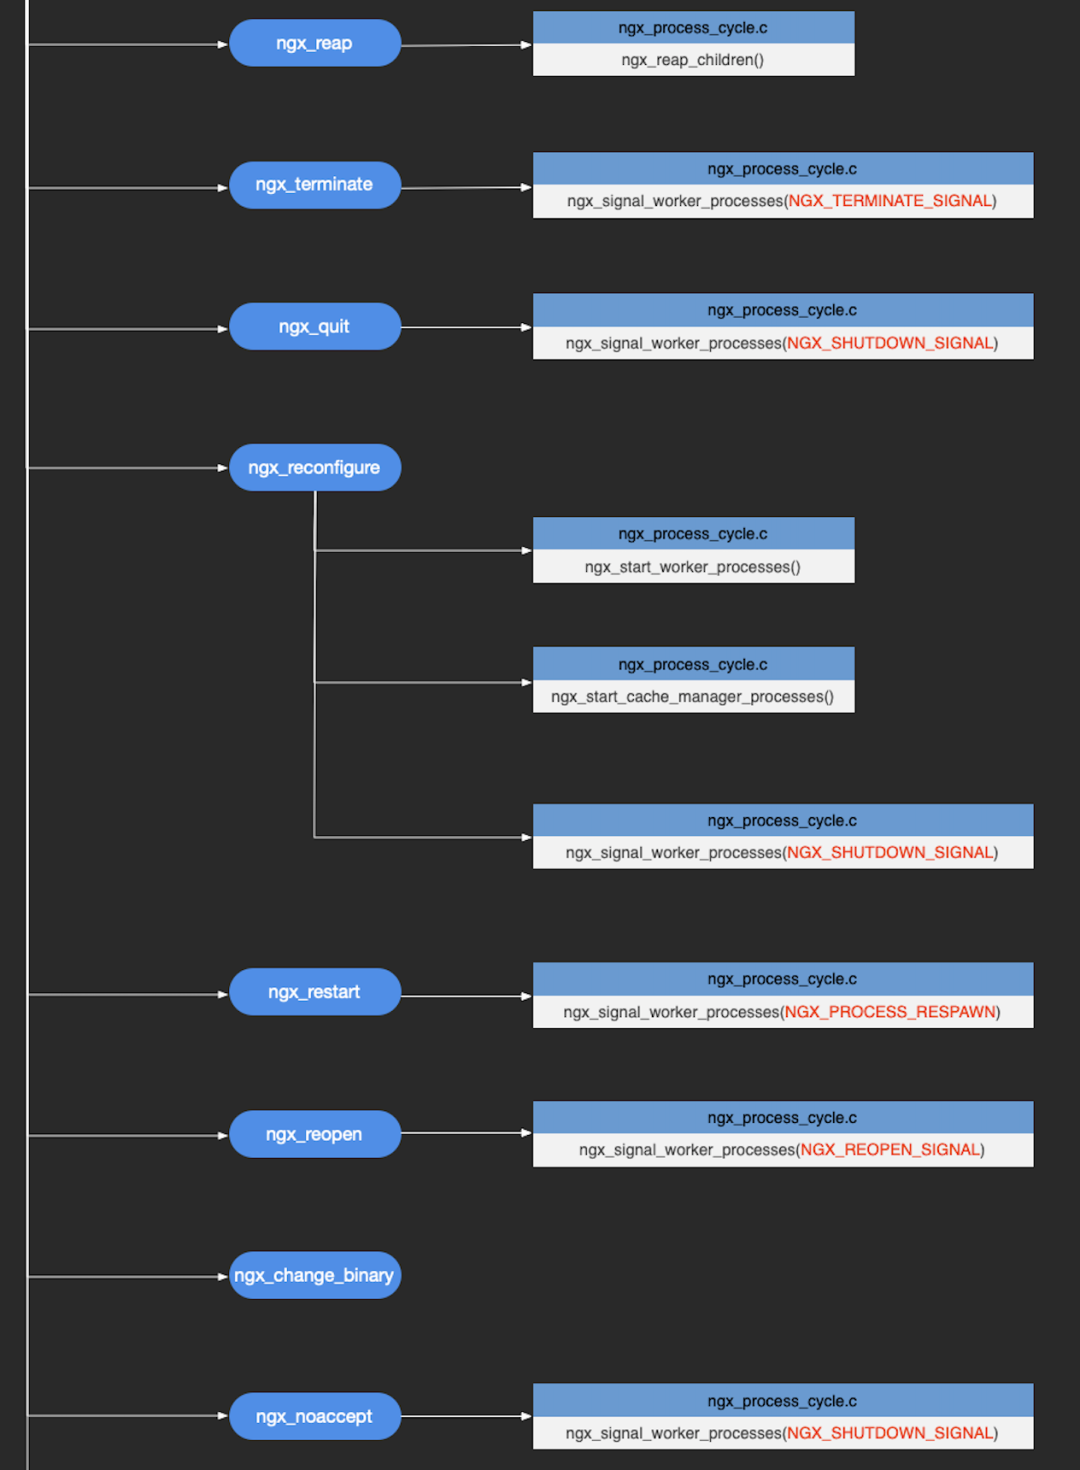 ngx_reap
ngx_process_cycle.c
ngx_reap_children()
ngx_terminate
ngx_process_cycle.c
ngx_signal_worker_processes(NGX_TERMINATE_SIGNAL)
ngx_quit
ngx_process_cycle.c
ngx_signal_worker_processes(NGX_SHUTDOWN_SIGNAL)
ngx_reconfigure
ngx_process_cycle.c
ngx_start_worker_processes()
ngx_process_cycle.c
ngx_start_cache_manager_processes()
ngx_process_cycle.c
ngx_signal_worker_processes(NGX_SHUTDOWN_SIGNAL)
ngx_restart
ngx_process_cycle.c
ngx_signal_worker_processes(NGX_PROCESS_RESPAWN)
ngx_reopen
ngx_process_cycle.c
ngx_signal_worker_processes(NGX_REOPEN_SIGNAL)
ngx_change_binary
ngx_noaccept
ngx_process_cycle.c
ngx_signal_worker_processes(NGX_SHUTDOWN_SIGNAL)